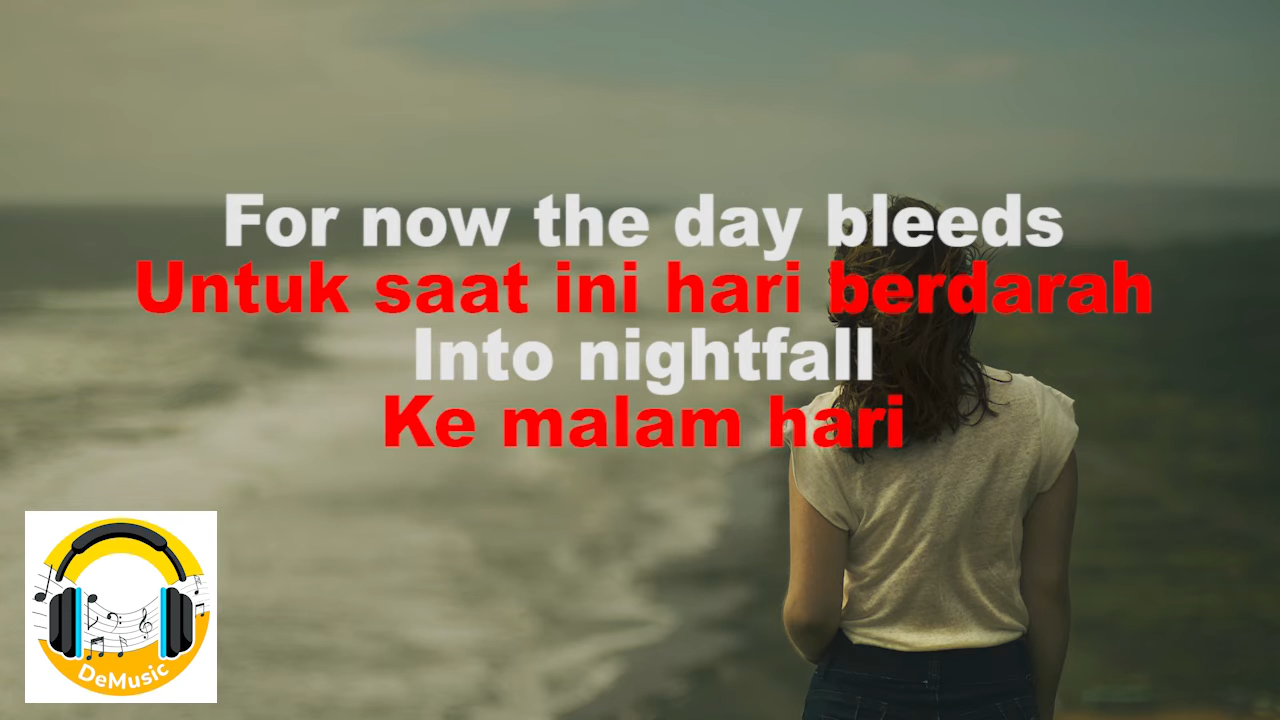 For now the day bleeds
Untuk saat ini hari berdarah
Into nightfall
Ke malam hari
DeMusic